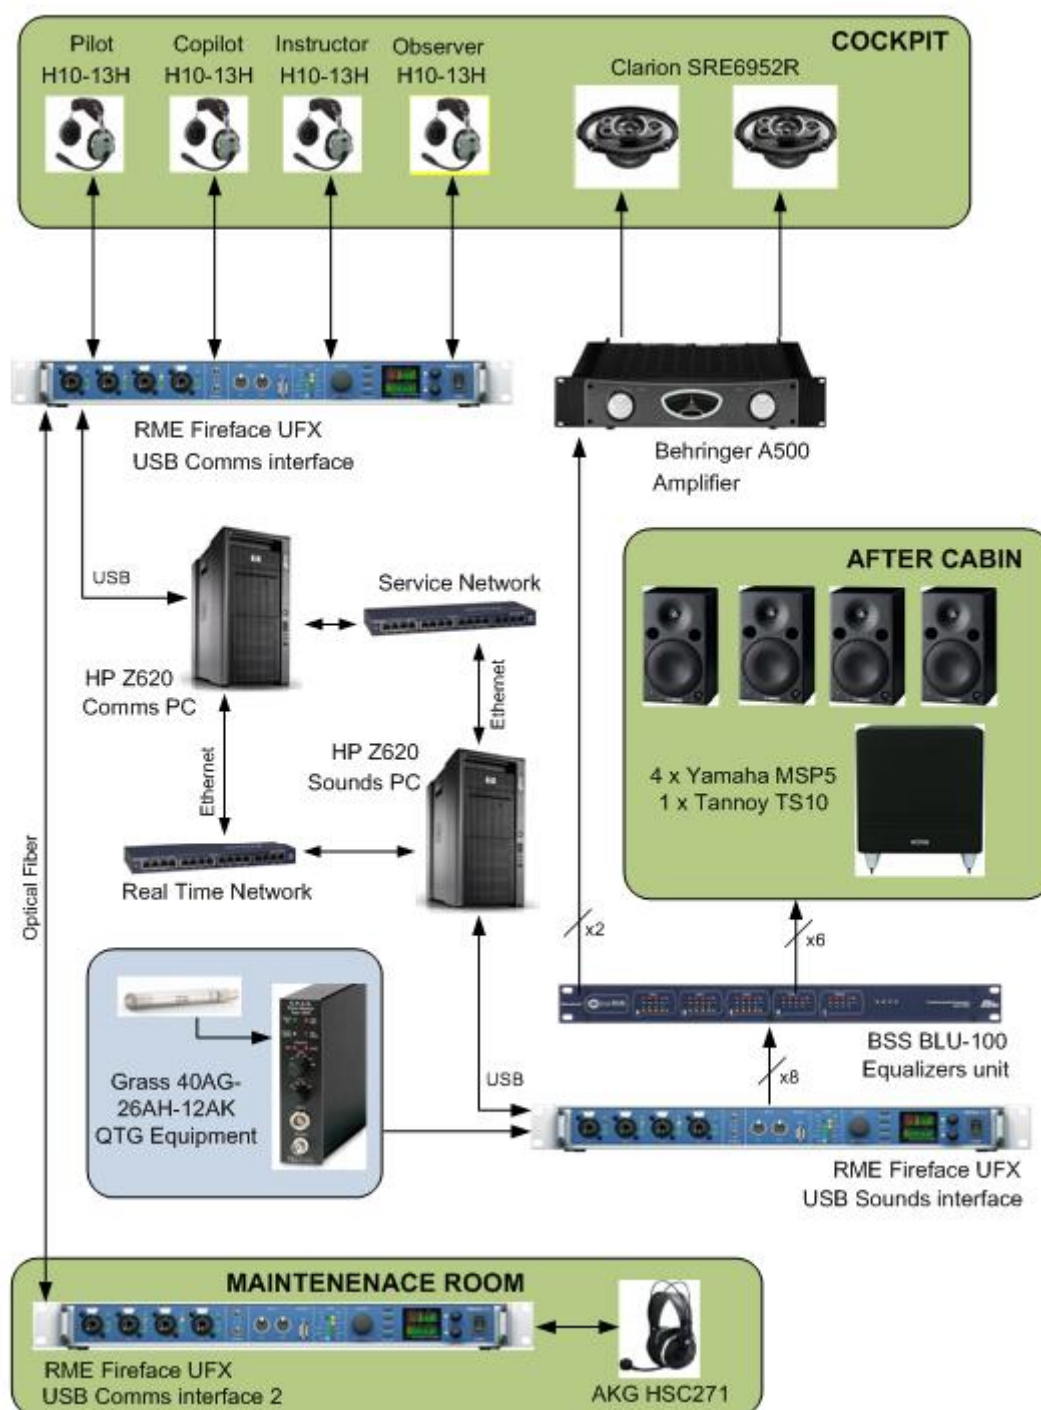 COCKPIT
Pilot
H10-13H
Copilot
H10-13H
Instructor
H10-13H
Observer
H10-13H
Clarion SRE6952R
RME Fireface UFX
USB Comms interface
Behringer A500
Amplifier
USB
Service Network
HP Z620
Comms PC
Ethernet
Ethernet
HP Z620
Sounds PC
Real Time Network
Optical Fiber
AFTER CABIN
4 x Yamaha MSP5
1 x Tannoy TS10
x2
x6
BSS BLU-100
Equalizers unit
x8
USB
Grass 40AG-
26AH-12AK
QTG Equipment
RME Fireface UFX
USB Sounds interface
MAINTENENACE ROOM
RME Fireface UFX
USB Comms interface 2
AKG HSC271